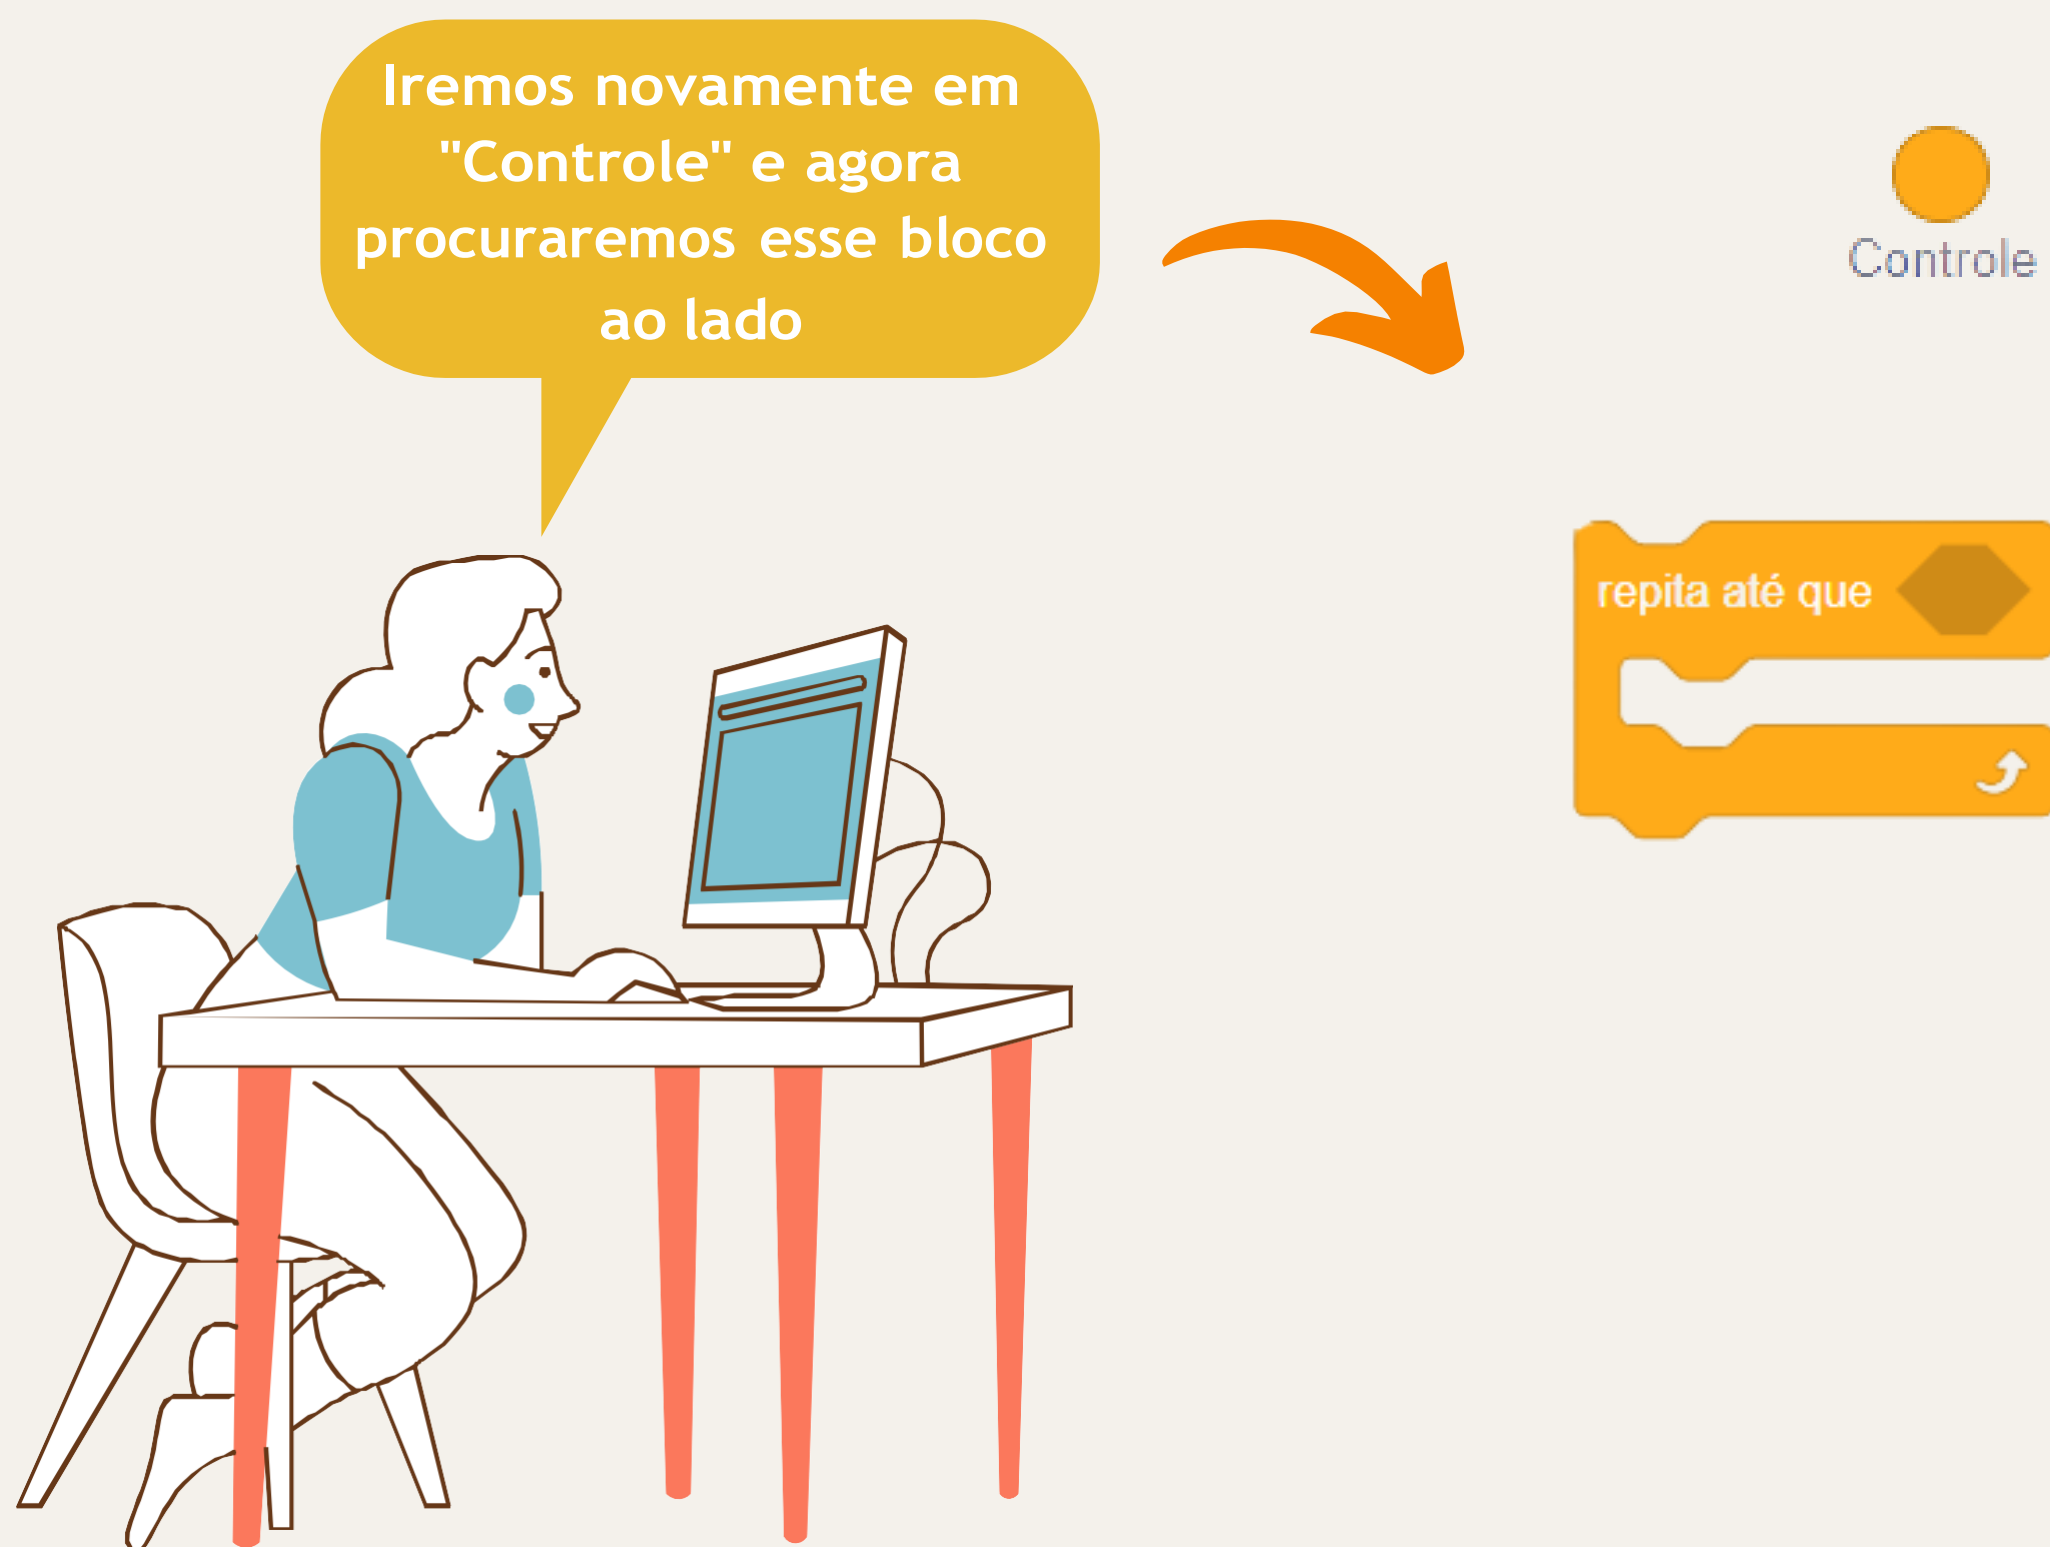 Iremos novamente em
"Controle" e agora
procuraremos esse bloco
ao lado
Controle
repita até que